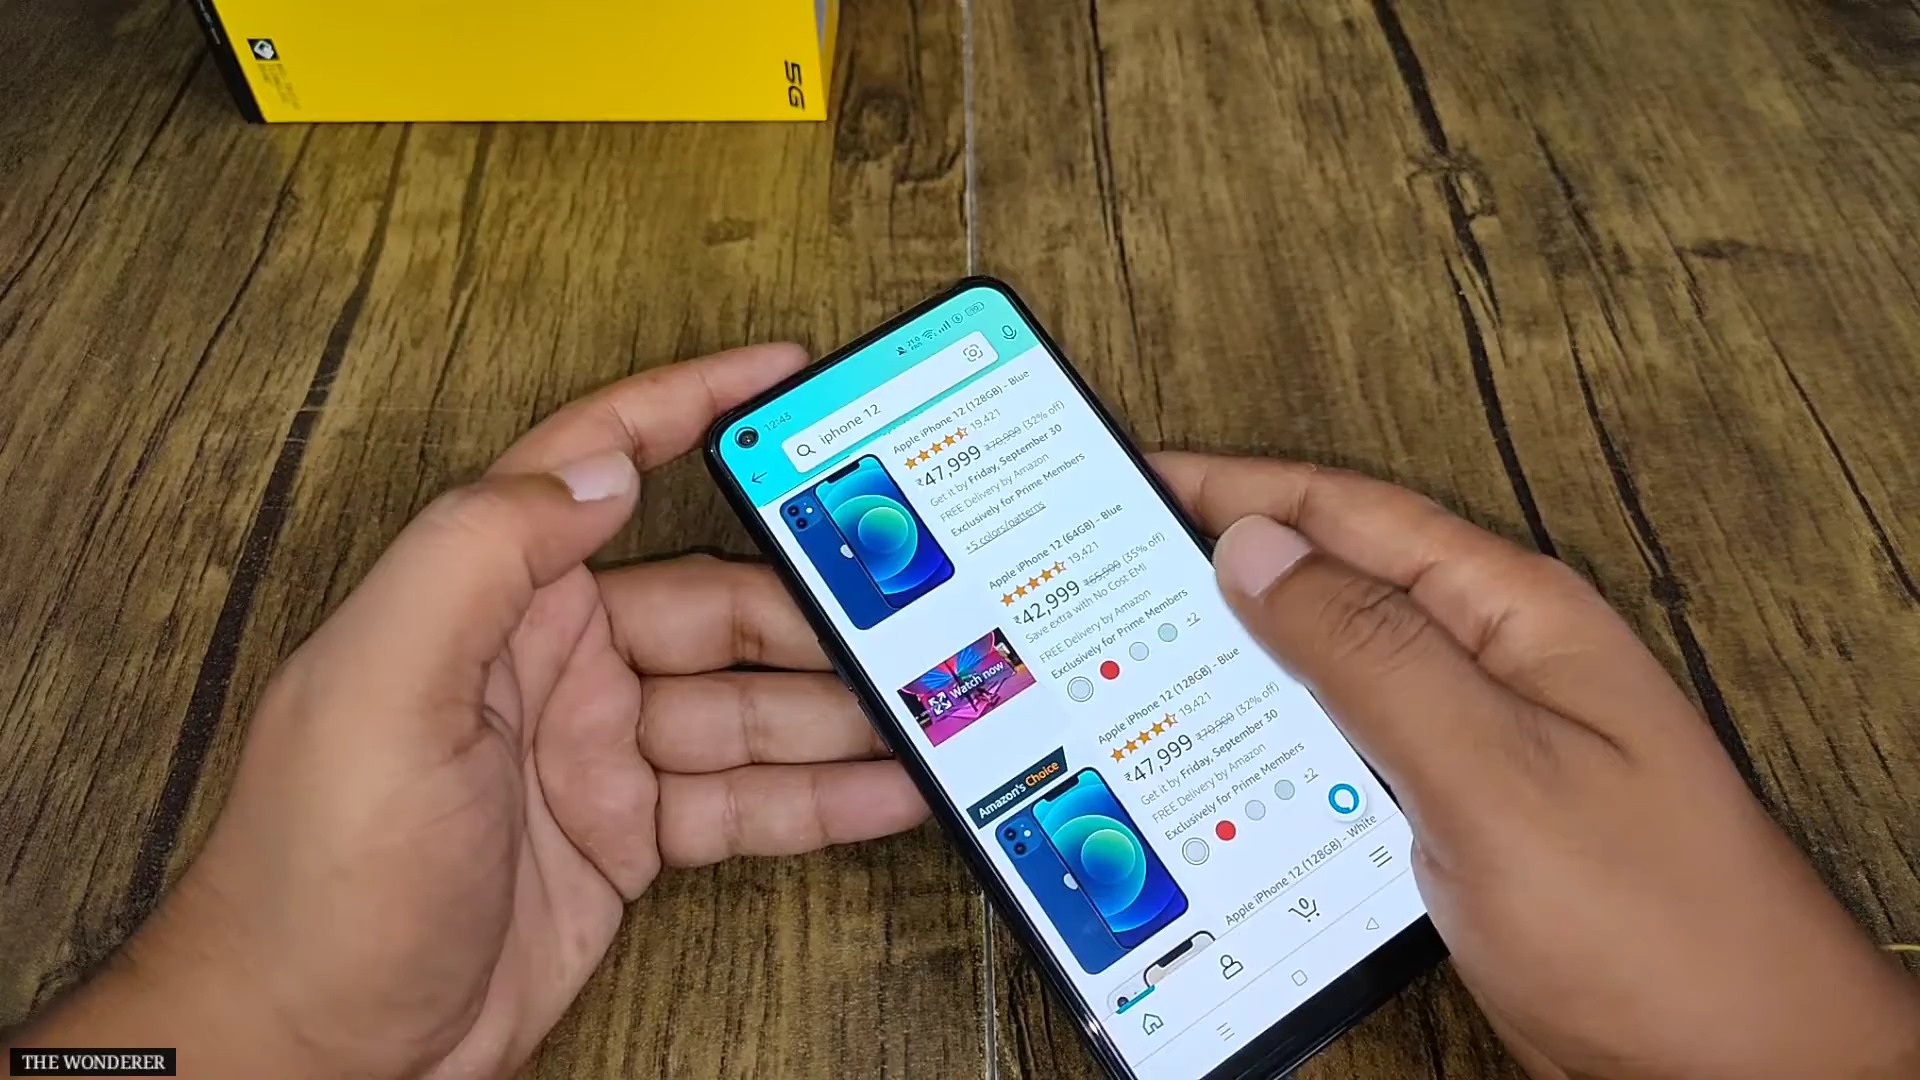 5G
12:43
iphone 12
Apple iPhone 12 (128GB) - Blue
19,421
₹47,999 ₹70,900 (32% off)
Get it by Friday, September 30
FREE Delivery by Amazon
Exclusively for Prime Members
+5 colors/patterns
Apple iPhone 12 (64GB) - Blue
19,421
₹42,999 ₹65,900 (35% off)
Save extra with No Cost EMI
FREE Delivery by Amazon
Exclusively for Prime Members
+2
Watch now
Apple iPhone 12 (128GB) - Blue
19,421
₹47,999 ₹70,900 (32% off)
Get it by Friday, September 30
FREE Delivery by Amazon
Exclusively for Prime Members
+2
Amazon's Choice
Apple iPhone 12 (128GB) - White
0
THE WONDERER